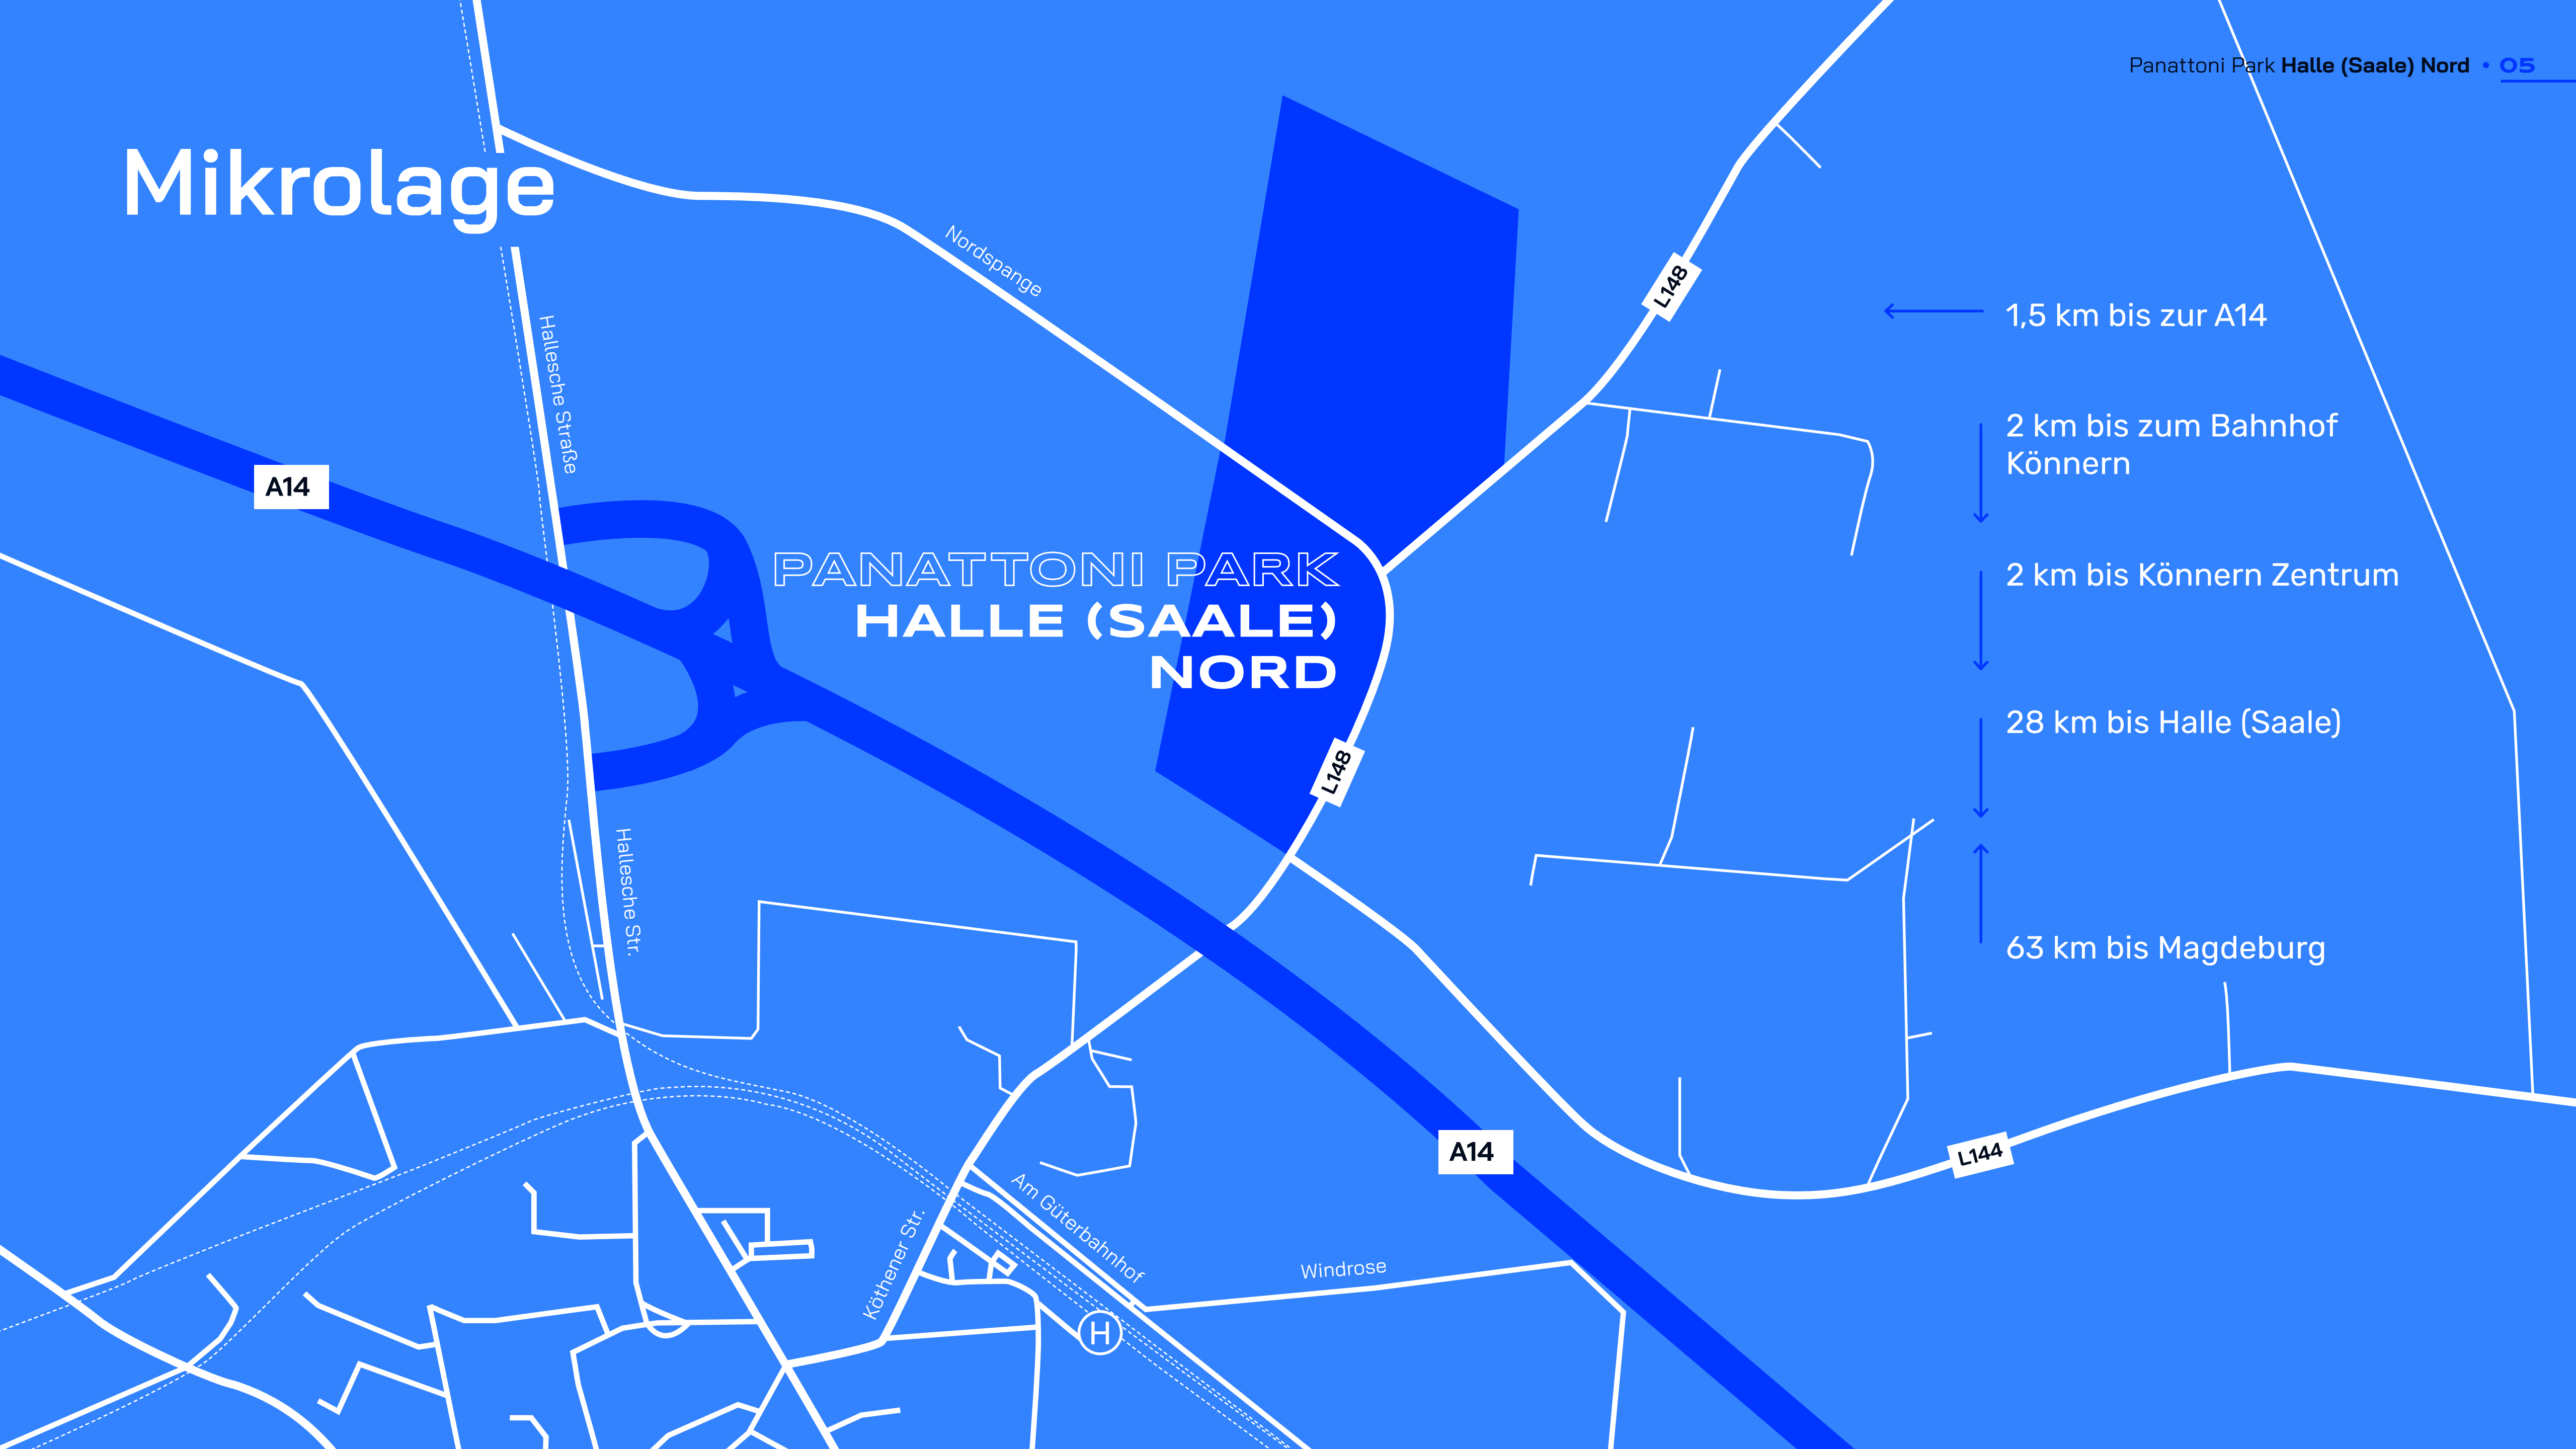 Panattoni Park Halle (Saale) Nord • 05
Mikrolage
Nordspange
L148
Hallesche Straße
1,5 km bis zur A14
2 km bis zum Bahnhof
Könnern
A14
PANATTONI PARK
HALLE (SAALE)
NORD
2 km bis Könnern Zentrum
28 km bis Halle (Saale)
L148
Hallesche Str.
63 km bis Magdeburg
A14
L144
Am Güterbahnhof
Köthener Str.
Windrose
H